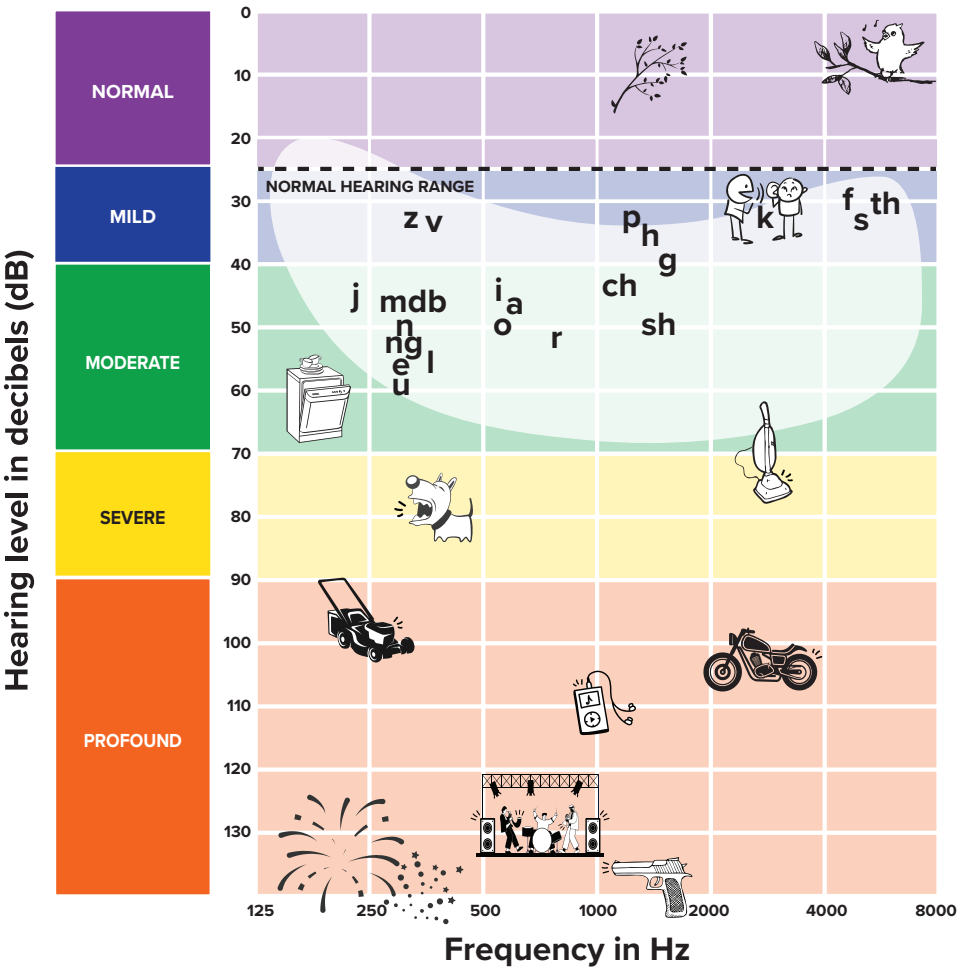 Hearing level in decibels (dB)
NORMAL
MILD
MODERATE
SEVERE
PROFOUND
0
10
20
30
40
50
60
70
80
90
100
110
120
130
NORMAL HEARING RANGE
z v
p
h
g
k
f
s
th
j
mdb
n
ng
e
l
u
i
a
o
r
ch
sh
125
250
500
1000
2000
4000
8000
Frequency in Hz